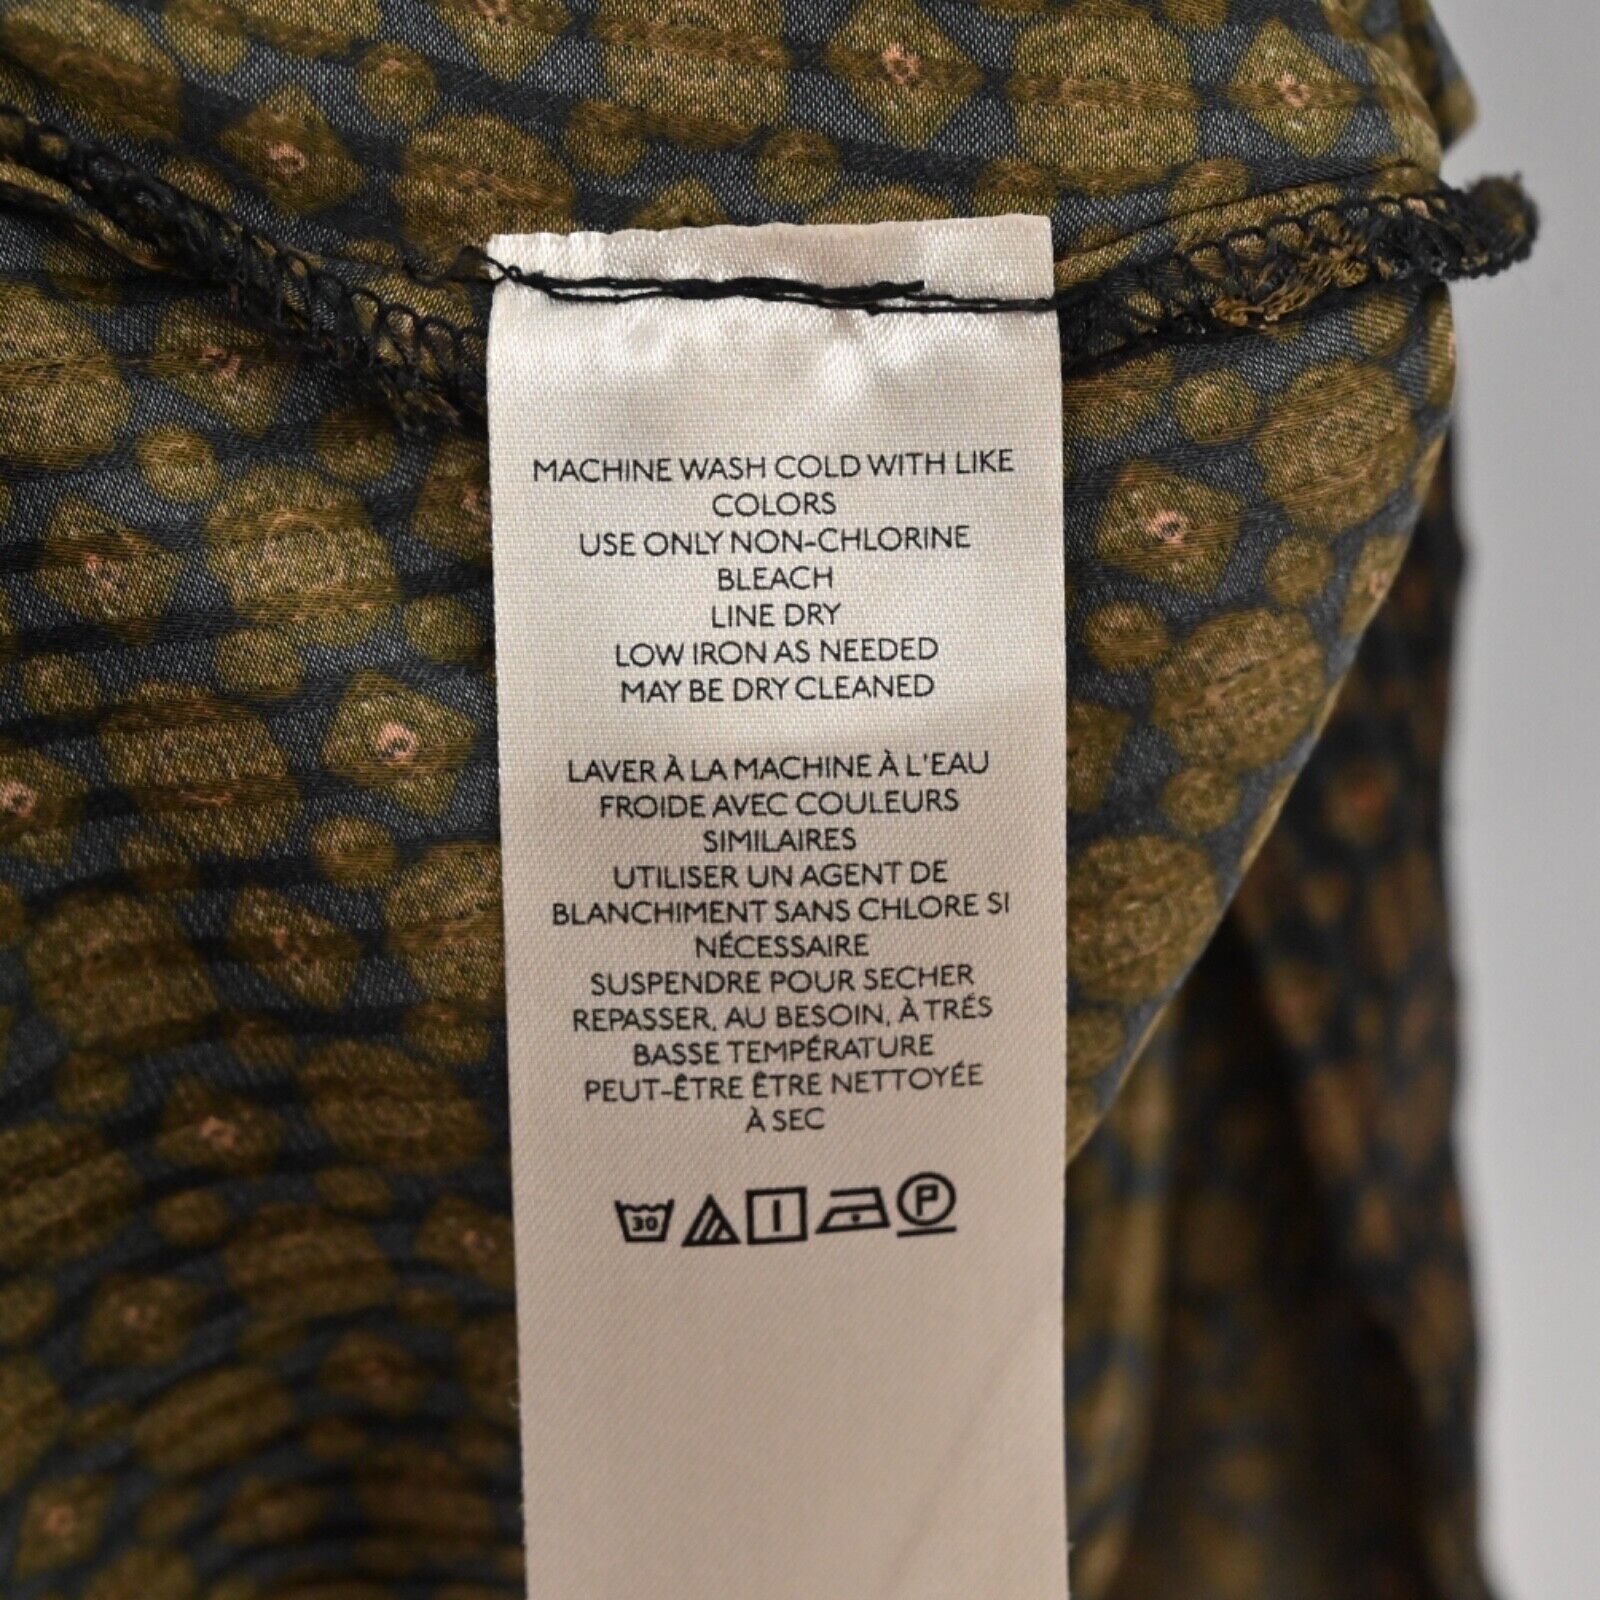 MACHINE WASH COLD WITH LIKE
COLORS
USE ONLY NON-CHLORINE
BLEACH
LINE DRY
LOW IRON AS NEEDED
MAY BE DRY CLEANED
LAVER À LA MACHINE À L'EAU
FROIDE AVEC COULEURS
SIMILAIRES
UTILISER UN AGENT DE
BLANCHIMENT SANS CHLORE SI
NÉCESSAIRE
SUSPENDRE POUR SECHER
REPASSER, AU BESOIN, À TRÉS
BASSE TEMPÉRATURE
PEUT-ÊTRE ÊTRE NETTOYÉE
À SEC
30 P